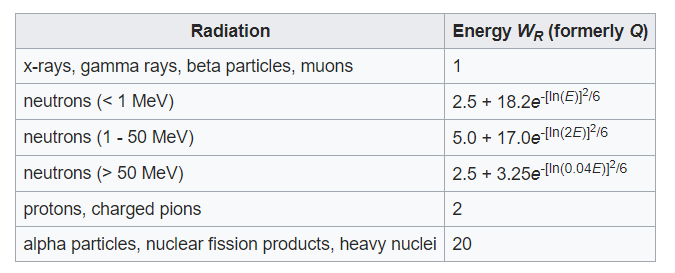 Radiation Energy WR (formerly Q)
x-rays, gamma rays, beta particles, muons 1
neutrons (< 1 MeV) 2.5 + 18.2e-[ln(E)]²/6
neutrons (1 - 50 MeV) 5.0 + 17.0e-[ln(2E)]²/6
neutrons (> 50 MeV) 2.5 + 3.25e-[ln(0.04E)]²/6
protons, charged pions 2
alpha particles, nuclear fission products, heavy nuclei 20